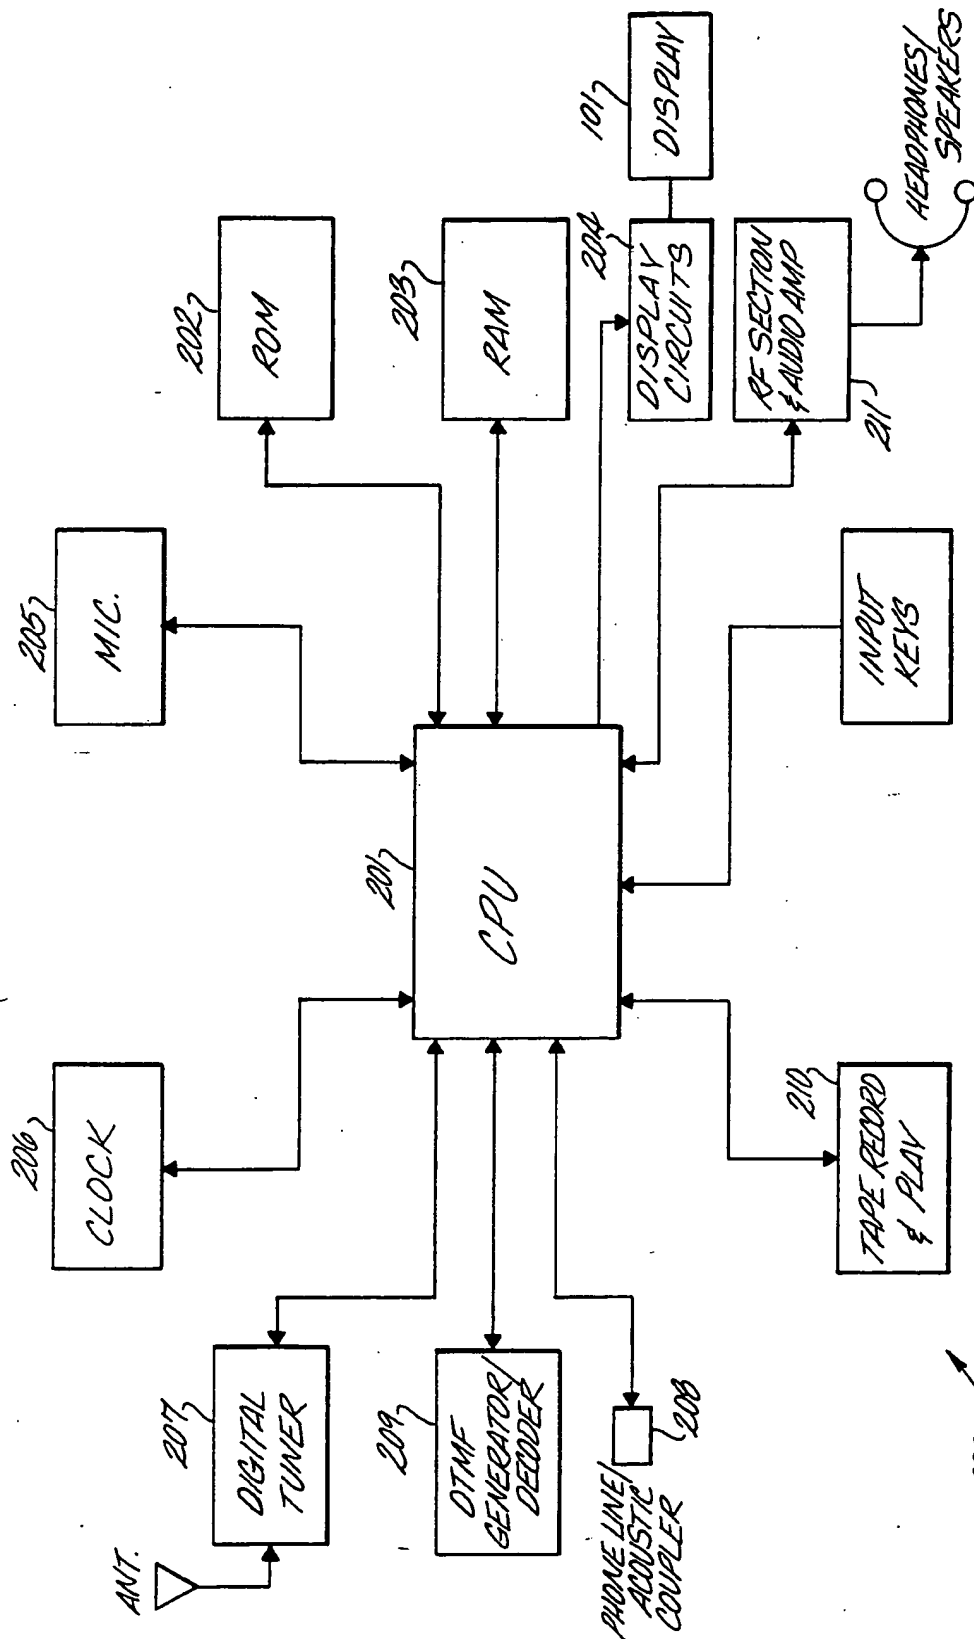 ANT.
207
DIGITAL
TUNER
206
CLOCK
205
MIC.
202
ROM
209
DTMF
GENERATOR/
DECODER
201
CPU
203
RAM
PHONE LINE/
ACOUSTIC
COUPLER
208
204
DISPLAY
CIRCUITS
101
DISPLAY
210
TAPE RECORD
& PLAY
INPUT
KEYS
RF SECTION
& AUDIO AMP
211
HEADPHONES/
SPEAKERS